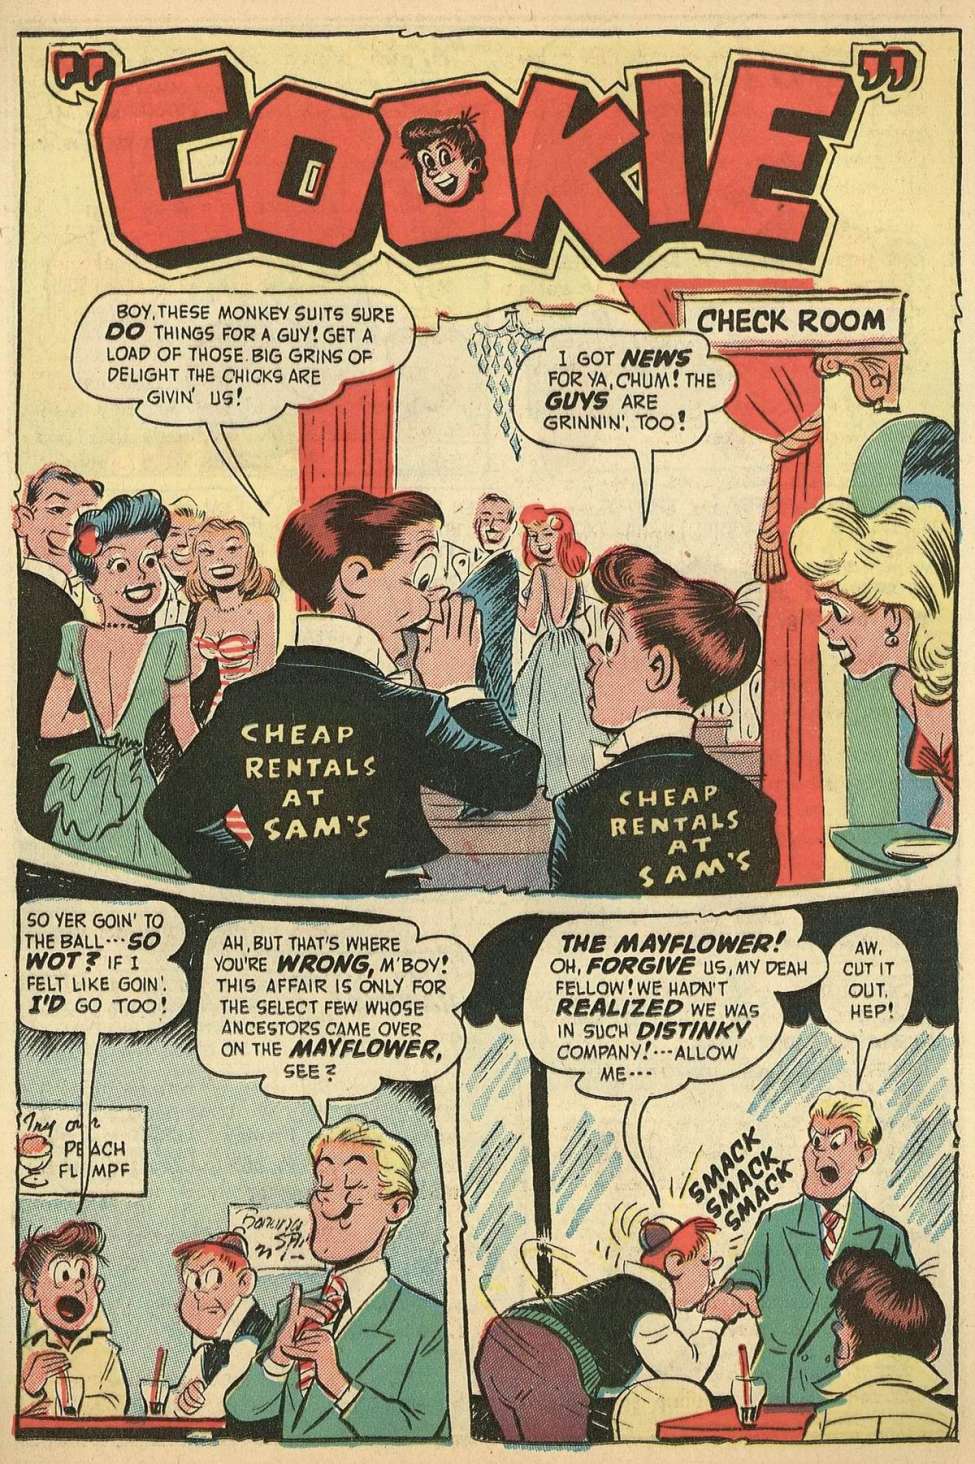 "COOKIE"
BOY, THESE MONKEY SUITS SURE
DO THINGS FOR A GUY! GET A
LOAD OF THOSE BIG GRINS OF
DELIGHT THE CHICKS ARE
GIVIN' US!
I GOT NEWS
FOR YA, CHUM! THE
GUYS ARE
GRINNIN', TOO!
CHECK ROOM
CHEAP
RENTALS
AT
SAM'S
CHEAP
RENTALS
AT
SAM'S
SO YER GOIN' TO
THE BALL---SO
WOT? IF I
FELT LIKE GOIN',
I'D GO TOO!
AH, BUT THAT'S WHERE
YOU'RE WRONG, M'BOY!
THIS AFFAIR IS ONLY FOR
THE SELECT FEW WHOSE
ANCESTORS CAME OVER
ON THE MAYFLOWER,
SEE?
Try our
PEACH
FLUMPF
Banana
THE MAYFLOWER!
OH, FORGIVE US, MY DEAH
FELLOW! WE HADN'T
REALIZED WE WAS
IN SUCH DISTINKY
COMPANY!---ALLOW
ME---
AW,
CUT IT
OUT,
HEP!
SMACK
SMACK
SMACK